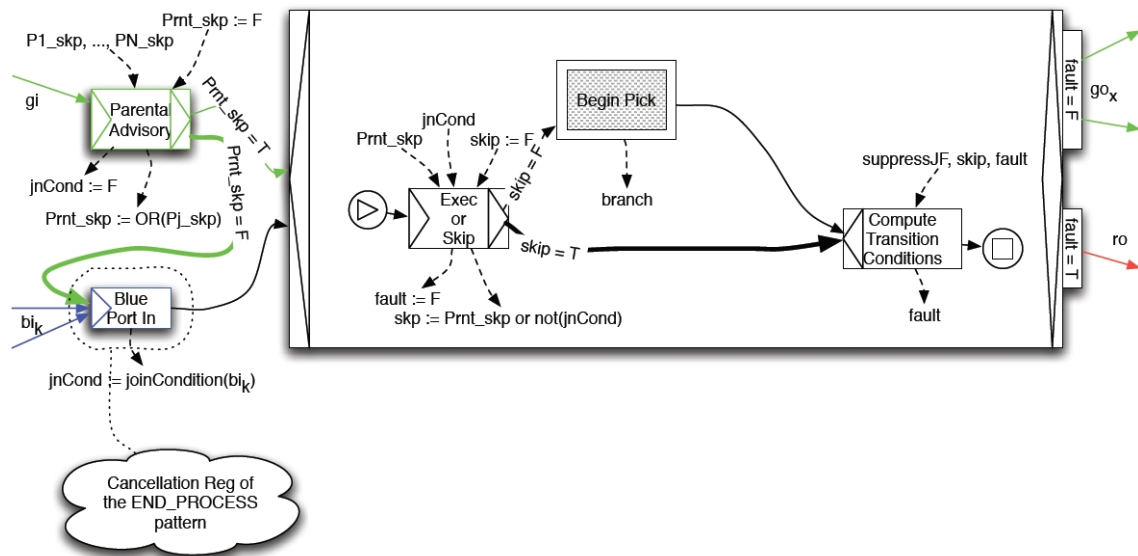 Prnt_skp := F
P1_skp, ..., PN_skp
gi
Parental
Advisory
Prnt_skp = T
Prnt_skp = F
jnCond := F
Prnt_skp := OR(Pj_skp)
Blue
Port In
bik
jnCond := joinCondition(bik)
Cancellation Reg of
the END_PROCESS
pattern
Prnt_skp
jnCond
skip := F
skip = F
Exec
or
Skip
skip = T
fault := F
skp := Prnt_skp or not(jnCond)
Begin Pick
branch
suppressJF, skip, fault
Compute
Transition
Conditions
fault
fault = F
gox
fault = T
ro